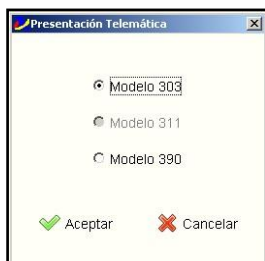 Presentación Telemática
Modelo 303
Modelo 311
Modelo 390
Aceptar Cancelar